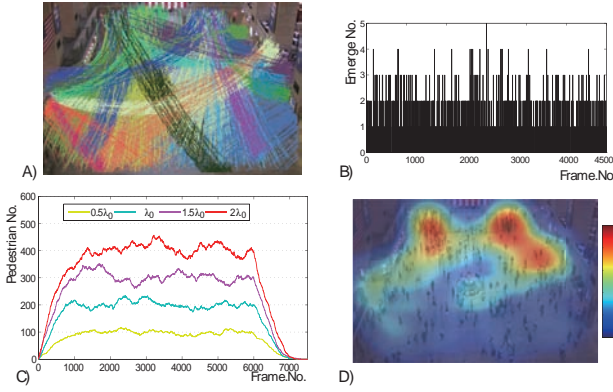 A)
Emerge No.
5
4
3
2
1
0
0 1000 2000 3000 4000 4700
Frame.No
B)
Pedestrian No.
600
500
400
300
200
100
0
0.5λ0 λ0 1.5λ0 2λ0
0 1000 2000 3000 4000 5000 6000 7000
Frame.No.
C)
D)